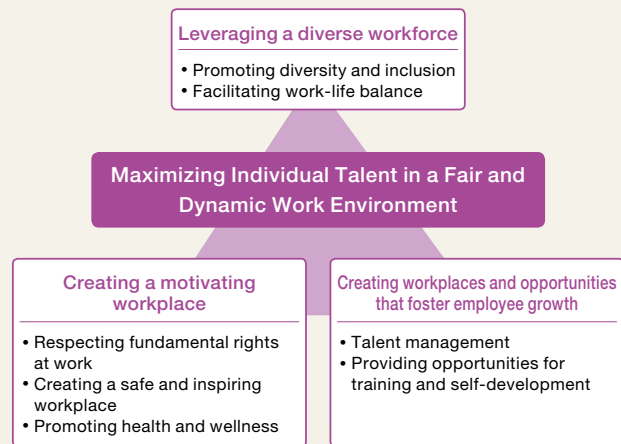 Leveraging a diverse workforce
• Promoting diversity and inclusion
• Facilitating work-life balance
Maximizing Individual Talent in a Fair and
Dynamic Work Environment
Creating a motivating
workplace
• Respecting fundamental rights
at work
• Creating a safe and inspiring
workplace
• Promoting health and wellness
Creating workplaces and opportunities
that foster employee growth
• Talent management
• Providing opportunities for
training and self-development